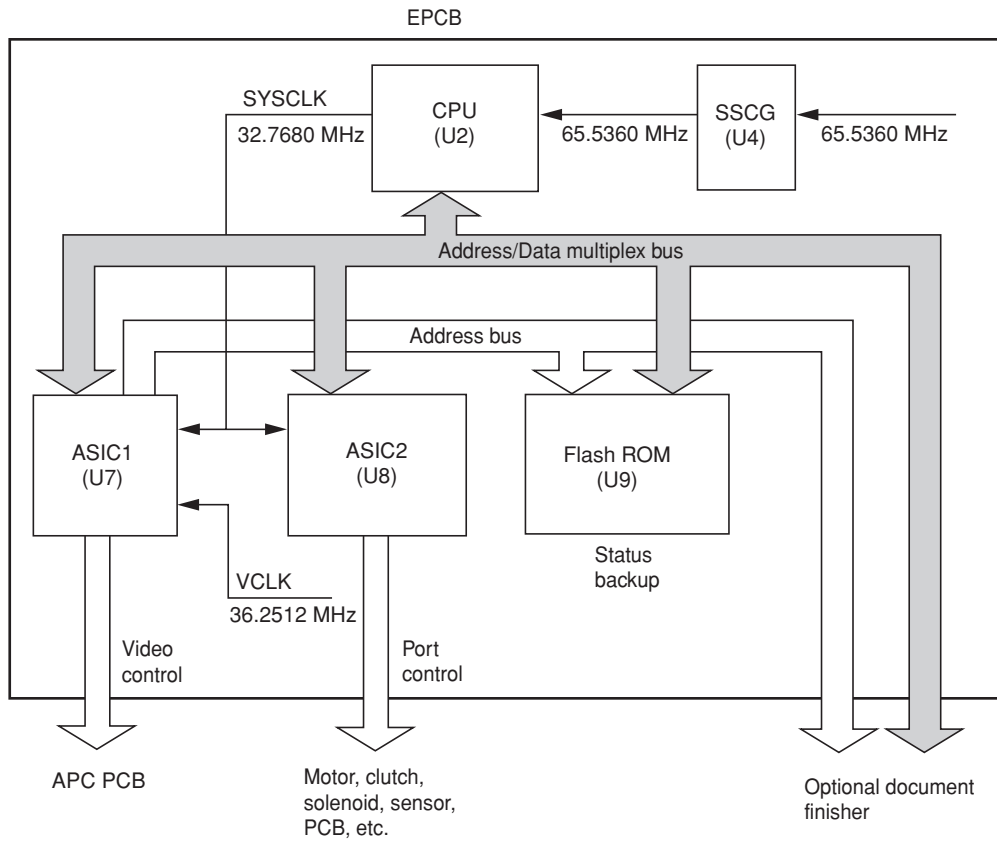 EPCB
SYSCLK
32.7680 MHz
CPU
(U2)
65.5360 MHz
SSCG
(U4)
65.5360 MHz
Address/Data multiplex bus
Address bus
ASIC1
(U7)
ASIC2
(U8)
Flash ROM
(U9)
Status
backup
VCLK
36.2512 MHz
Video
control
Port
control
APC PCB
Motor, clutch,
solenoid, sensor,
PCB, etc.
Optional document
finisher